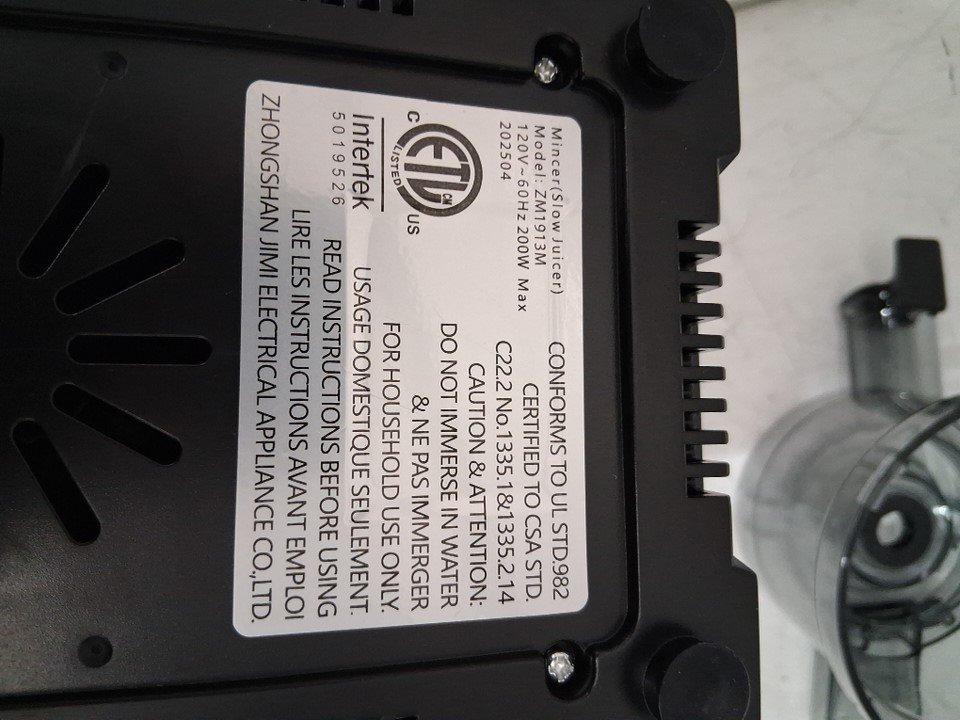 Mincer(Slow Juicer)
Model: ZM1913M
120V~60Hz 200W Max
202504
C
ETL
CM
LISTED
US
Intertek
5019526
CONFORMS TO UL STD.982
CERTIFIED TO CSA STD.
C22.2 No.1335.1&1335.2.14
CAUTION & ATTENTION:
DO NOT IMMERSE IN WATER
& NE PAS IMMERGER
FOR HOUSEHOLD USE ONLY.
USAGE DOMESTIQUE SEULEMENT.
READ INSTRUCTIONS BEFORE USING
LIRE LES INSTRUCTIONS AVANT EMPLOI
ZHONGSHAN JIMI ELECTRICAL APPLIANCE CO.,LTD.